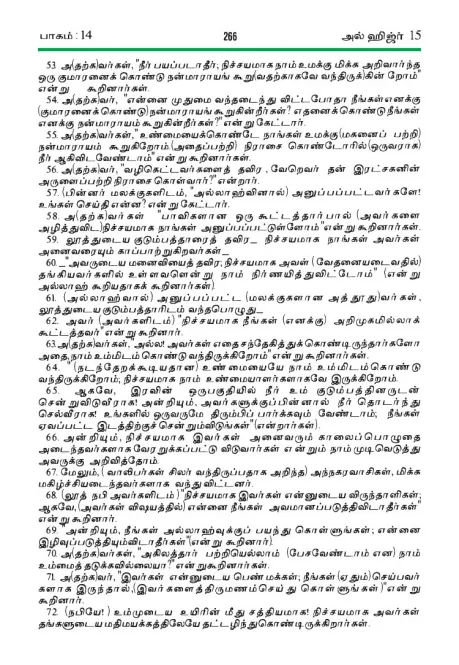 பாகம் : 14 266 அல் ஹிஜ்ர் 15
53. அ(தற்க)வர்கள், "நீர் பயப்படாதீர்; நிச்சயமாக நாம் உமக்கு மிக்க அறிவார்ந்த
ஒரு குமாரனைக் கொண்டு நன்மாராயங் கூறு(வதற்காகவே வந்திருக்)கின் றோம்"
என்று கூறினார்கள்.
54. அ(தற்க)வர், "என்னை முதுமை வந்தடைந்து விட்டபோதா நீங்கள் எனக்கு
(குமாரனைக் கொண்டு) நன்மாராயங் கூறுகின்றீர்கள்? எதனைக் கொண்டு நீங்கள்
எனக்கு நன்மாராயம் கூறுகின்றீர்கள்?" என்று கேட்டார்.
55. அ(தற்க)வர்கள், "உண்மையைக்கொண்டே நாங்கள் உமக்கு (மகனைப் பற்றி)
நன்மாராயம் கூறுகிறோம். (அதைப்பற்றி) நிராசை கொண்டோரில் (ஒருவராக)
நீர் ஆகிவிடவேண்டாம்" என்று கூறினார்கள்.
56. அ(தற்க)வர், "வழிகெட்டவர்களைத் தவிர, வேறெவர் தன் இரட்சகனின்
அருளைப்பற்றி நிராசை கொள்வார்?" என்றார்.
57. (பின்னர் மலக்குகளிடம், "அல்லாஹ்வினால்) அனுப்பப்பட்டவர்களே!
உங்கள் செய்தி என்ன? என்று கேட்டார்.
58. அ(தற்க)வர்கள் "பாவிகளான ஒரு கூட்டத்தார்பால் (அவர்களை
அழித்துவிட) நிச்சயமாக நாங்கள் அனுப்பப்பட்டுள்ளோம்" என்று கூறினார்கள்.
59. லூத்துடைய குடும்பத்தாரைத் தவிர_ நிச்சயமாக நாங்கள் அவர்கள்
அனைவரையும் காப்பாற்றுகிறவர்கள்_
60. _"அவருடைய மனைவியைத் தவிர; நிச்சயமாக அவள் (வேதனையடைவதில்)
தங்கியவர்களில் உள்ளவளென்று நாம் நிர்ணயித்துவிட்டோம்" (என்று
அல்லாஹ் கூறியதாகக் கூறினார்கள்).
61. (அல்லாஹ்வால்) அனுப்பப்பட்ட (மலக்குகளான அத்தூது)வர்கள்,
லூத்துடைய குடும்பத்தாரிடம் வந்தபொழுது_
62. அவர் (அவர்களிடம்) "நிச்சயமாக நீங்கள் (எனக்கு) அறிமுகமில்லாக்
கூட்டத்தவர்" என்று கூறினார்.
63. அ(தற்க)வர்கள், "அல்ல! அவர்கள் எதை சந்தேகித்துக் கொண்டிருந்தார்களோ
அதை, நாம் உம்மிடம் கொண்டு வந்திருக்கிறோம்" என்று கூறினார்கள்.
64. "(நடந்தேறக்கூடியதான) உண்மையையே நாம் உம்மிடம் கொண்டு
வந்திருக்கிறோம்; நிச்சயமாக நாம் உண்மையாளர்களாகவே இருக்கிறோம்.
65. ஆகவே, இரவின் ஒருபகுதியில் நீர் உம் குடும்பத்தினருடன்
சென்றுவிடுவீராக! அன்றியும், அவர்களுக்குப்பின்னால் நீர் தொடர்ந்து
செல்வீராக! உங்களில் ஒருவருமே திரும்பிப் பார்க்கவும் வேண்டாம்; நீங்கள்
ஏவப்பட்ட இடத்திற்குச் சென்றும்விடுங்கள்" (என்றார்கள்).
66. அன்றியும், நிச்சயமாக இவர்கள் அனைவரும் காலைப்பொழுதை
அடைந்தவர்களாக வேரறுக்கப்பட்டு விடுவார்கள் என்றும் நாம் முடிவெடுத்து
அவருக்கு அறிவித்தோம்.
67. மேலும், (வாலிபர்கள் சிலர் வந்திருப்பதாக அறிந்த) அந்நகரவாசிகள், மிக்க
மகிழ்ச்சியடைந்தவர்களாக வந்து விட்டனர்.
68. (லூத் நபி அவர்களிடம்) "நிச்சயமாக இவர்கள் என்னுடைய விருந்தாளிகள்;
ஆகவே, (அவர்கள் விஷயத்தில்) என்னை நீங்கள் அவமானப்படுத்திவிடாதீர்கள்"
என்று கூறினார்.
69. "அன்றியும், நீங்கள் அல்லாஹ்வுக்குப் பயந்து கொள்ளுங்கள்; என்னை
இழிவுப்படுத்தியும்விடாதீர்கள்" (என்று கூறினார்).
70. அ(தற்க)வர்கள், "அகிலத்தார் பற்றியெல்லாம் (பேசவேண்டாம் என) நாம்
உம்மைத் தடுக்கவில்லையா?" என்று கூறினார்கள்.
71. அ(தற்க)வர், "இவர்கள் என்னுடைய பெண்மக்கள்; நீங்கள் (ஏதும்) செய்பவர்
களாக இருந்தால், (இவர்களைத் திருமணம் செய்து கொள்ளுங்கள்)" என்று
கூறினார்.
72. (நபியே!) உம்முடைய உயிரின் மீது சத்தியமாக! நிச்சயமாக அவர்கள்
தங்களுடைய மதிமயக்கத்திலேயே தட்டழிந்துகொண்டிருக்கிறார்கள்.